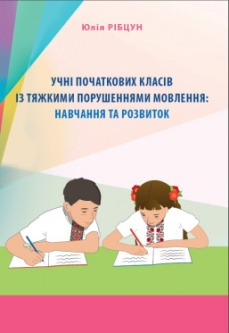 Юлія РІБЦУН
УЧНІ ПОЧАТКОВИХ КЛАСІВ
ІЗ ТЯЖКИМИ ПОРУШЕННЯМИ МОВЛЕННЯ:
НАВЧАННЯ ТА РОЗВИТОК